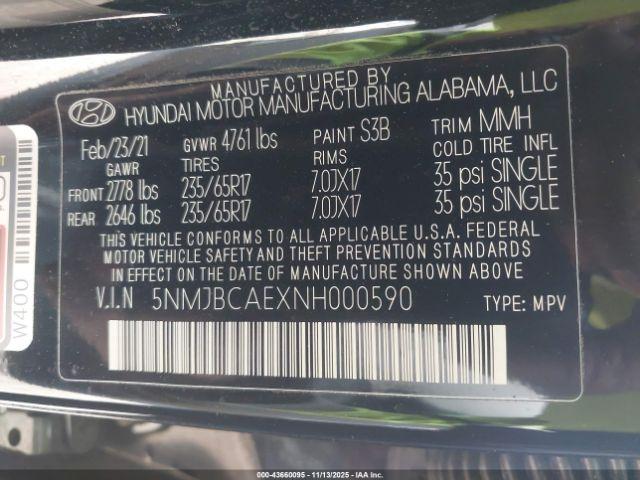 MANUFACTURED BY
HYUNDAI MOTOR MANUFACTURING ALABAMA, LLC
Feb/23/21 GVWR 4761 lbs PAINT S3B TRIM MMH
GAWR TIRES RIMS COLD TIRE INFL
FRONT 2778 lbs 235/65R17 7.0JX17 35 psi SINGLE
REAR 2646 lbs 235/65R17 7.0JX17 35 psi SINGLE
THIS VEHICLE CONFORMS TO ALL APPLICABLE U.S.A. FEDERAL
MOTOR VEHICLE SAFETY AND THEFT PREVENTION STANDARDS
IN EFFECT ON THE DATE OF MANUFACTURE SHOWN ABOVE.
V.I.N 5NMJBCAEXNH000590 TYPE: MPV
W400
000-43660095 - 11/13/2025 - IAA Inc.